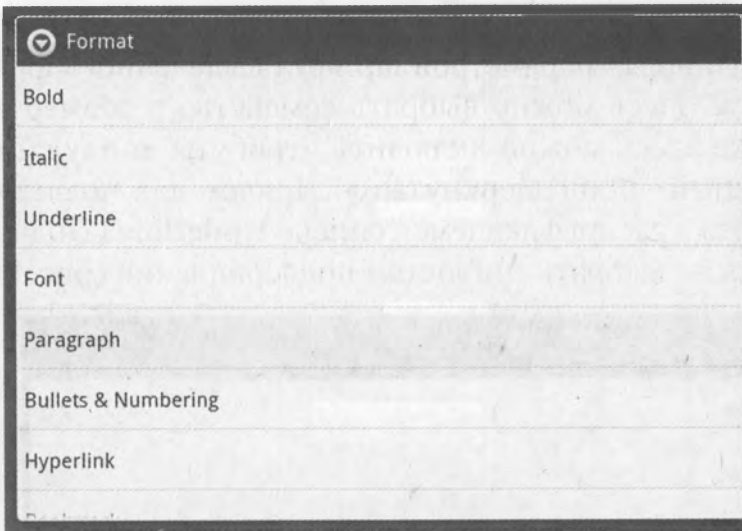 Format
Bold
Italic
Underline
Font
Paragraph
Bullets & Numbering
Hyperlink